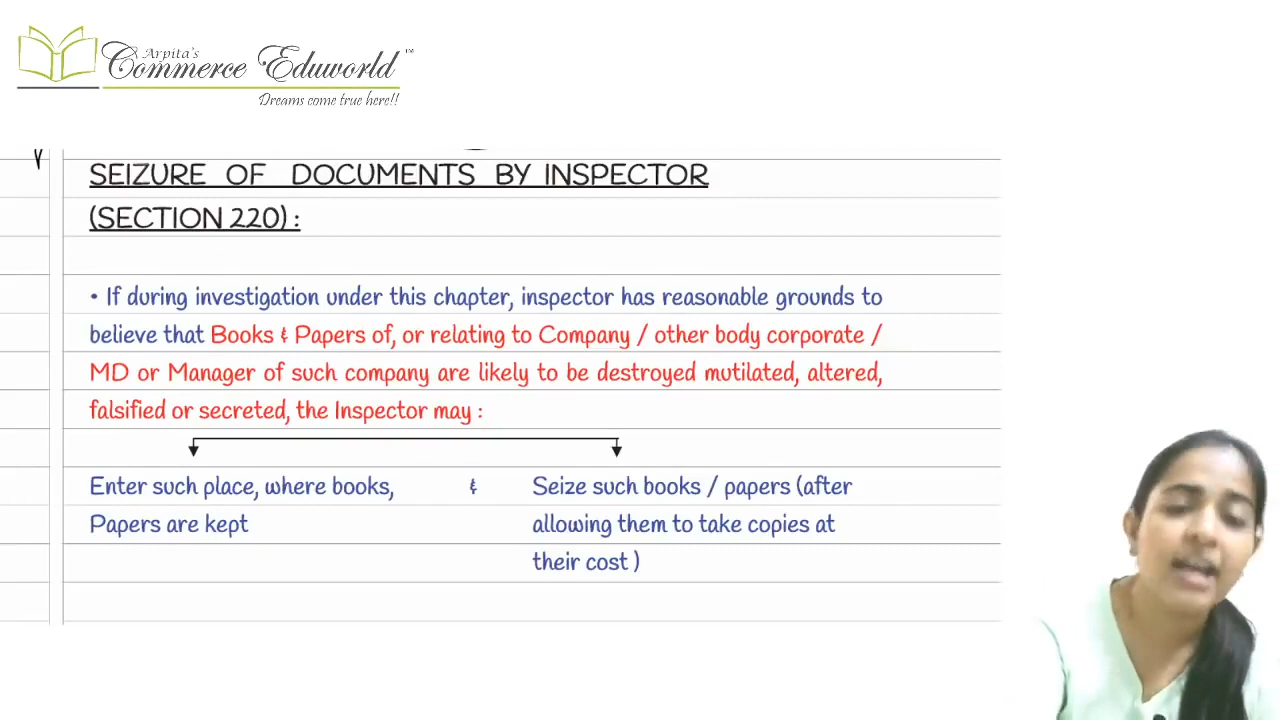 Arpita's
Commerce Eduworld™
Dreams come true here!!
SEIZURE OF DOCUMENTS BY INSPECTOR
(SECTION 220) :
• If during investigation under this chapter, inspector has reasonable grounds to
believe that Books & Papers of, or relating to Company / other body corporate /
MD or Manager of such company are likely to be destroyed mutilated, altered,
falsified or secreted, the Inspector may :
Enter such place, where books, & Seize such books / papers (after
Papers are kept allowing them to take copies at
their cost )